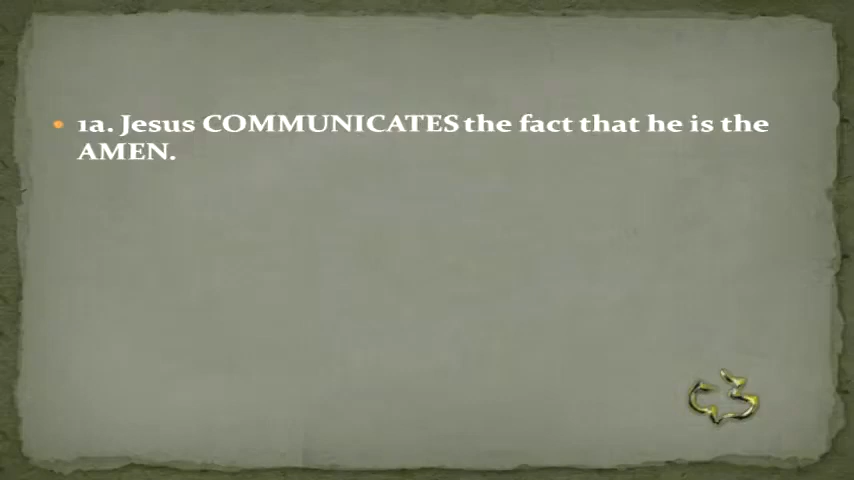 • 1a. Jesus COMMUNICATES the fact that he is the
AMEN.